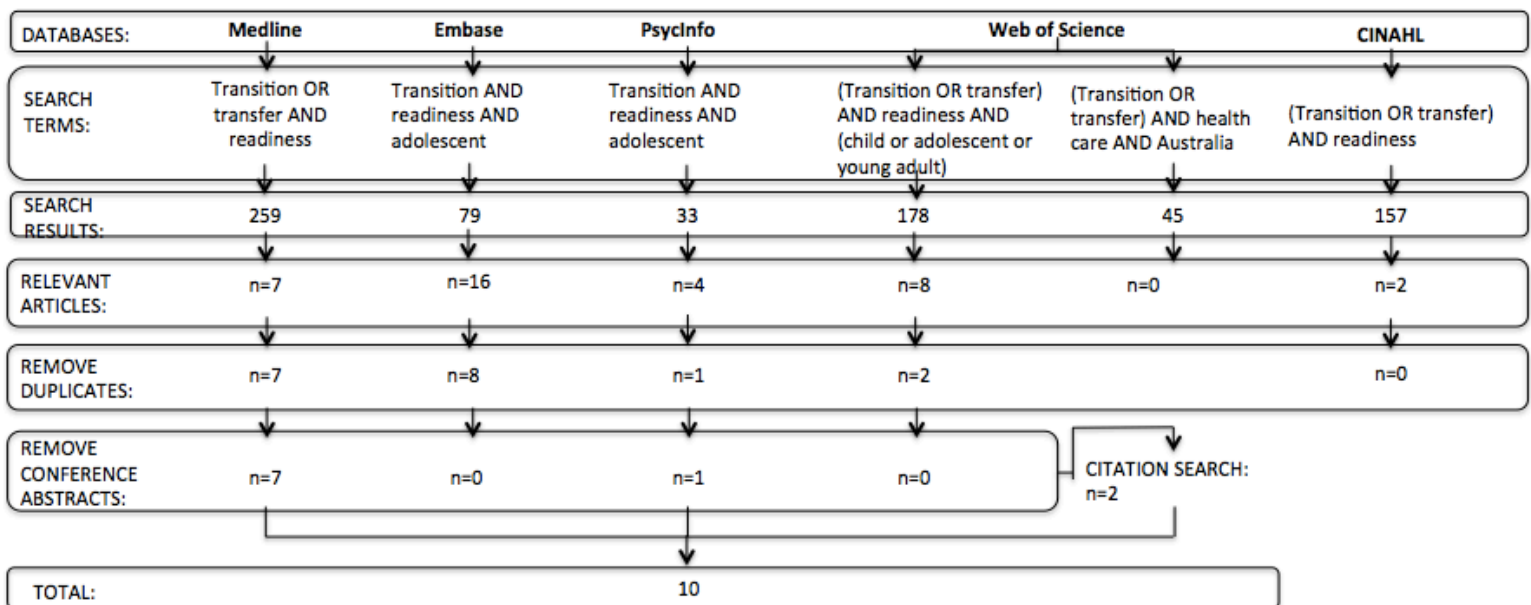 DATABASES:
Medline
Embase
PsycInfo
Web of Science
CINAHL
SEARCH
TERMS:
Transition OR
transfer AND
readiness
Transition AND
readiness AND
adolescent
Transition AND
readiness AND
adolescent
(Transition OR transfer)
AND readiness AND
(child or adolescent or
young adult)
(Transition OR
transfer) AND health
care AND Australia
(Transition OR transfer)
AND readiness
SEARCH
RESULTS:
259
79
33
178
45
157
RELEVANT
ARTICLES:
n=7
n=16
n=4
n=8
n=0
n=2
REMOVE
DUPLICATES:
n=7
n=8
n=1
n=2
n=0
REMOVE
CONFERENCE
ABSTRACTS:
n=7
n=0
n=1
n=0
CITATION SEARCH:
n=2
TOTAL:
10